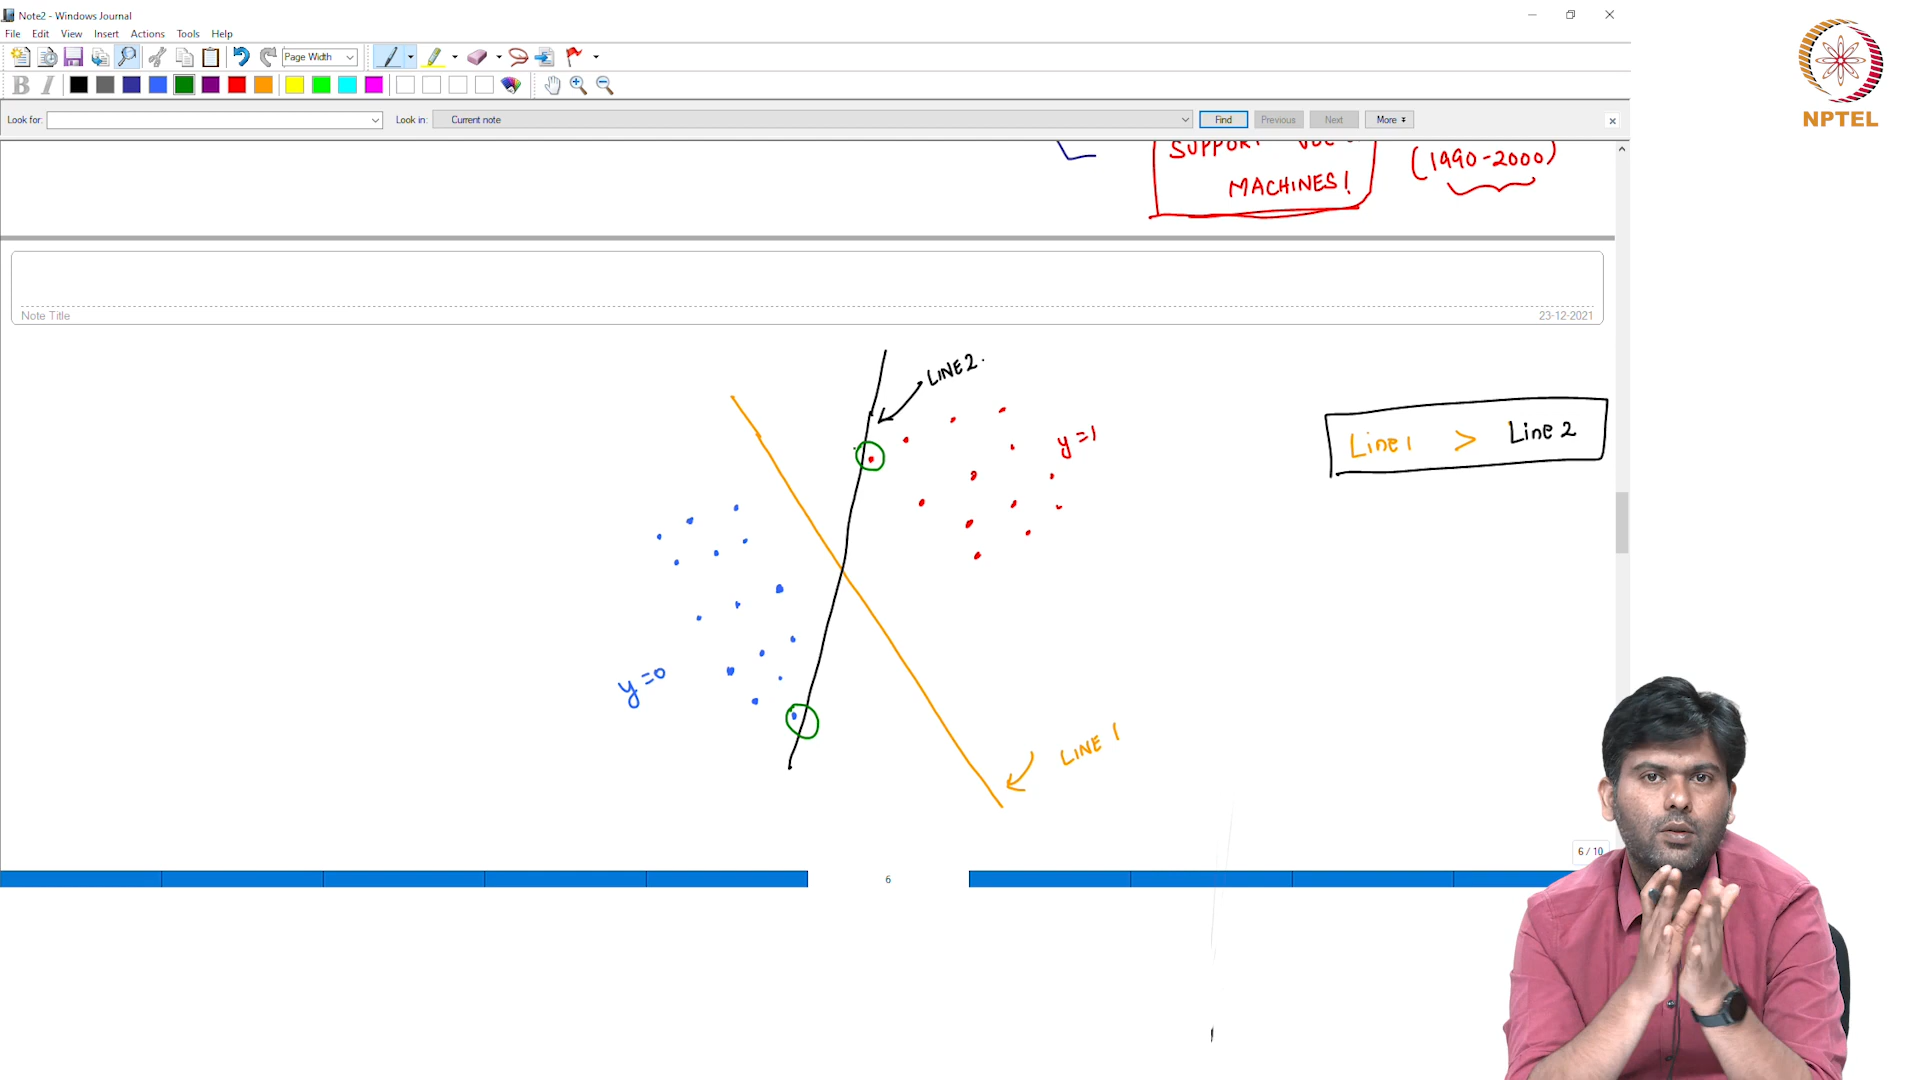 Note2 - Windows Journal
File Edit View Insert Actions Tools Help
Page Width
B I
Look for:
Look in: Current note Find Previous Next More
SUPPORT
MACHINES!
(1990-2000)
Note Title
23-12-2021
LINE 2.
y=1
Line 1 > Line 2
y=0
LINE 1
6 / 10
6
NPTEL